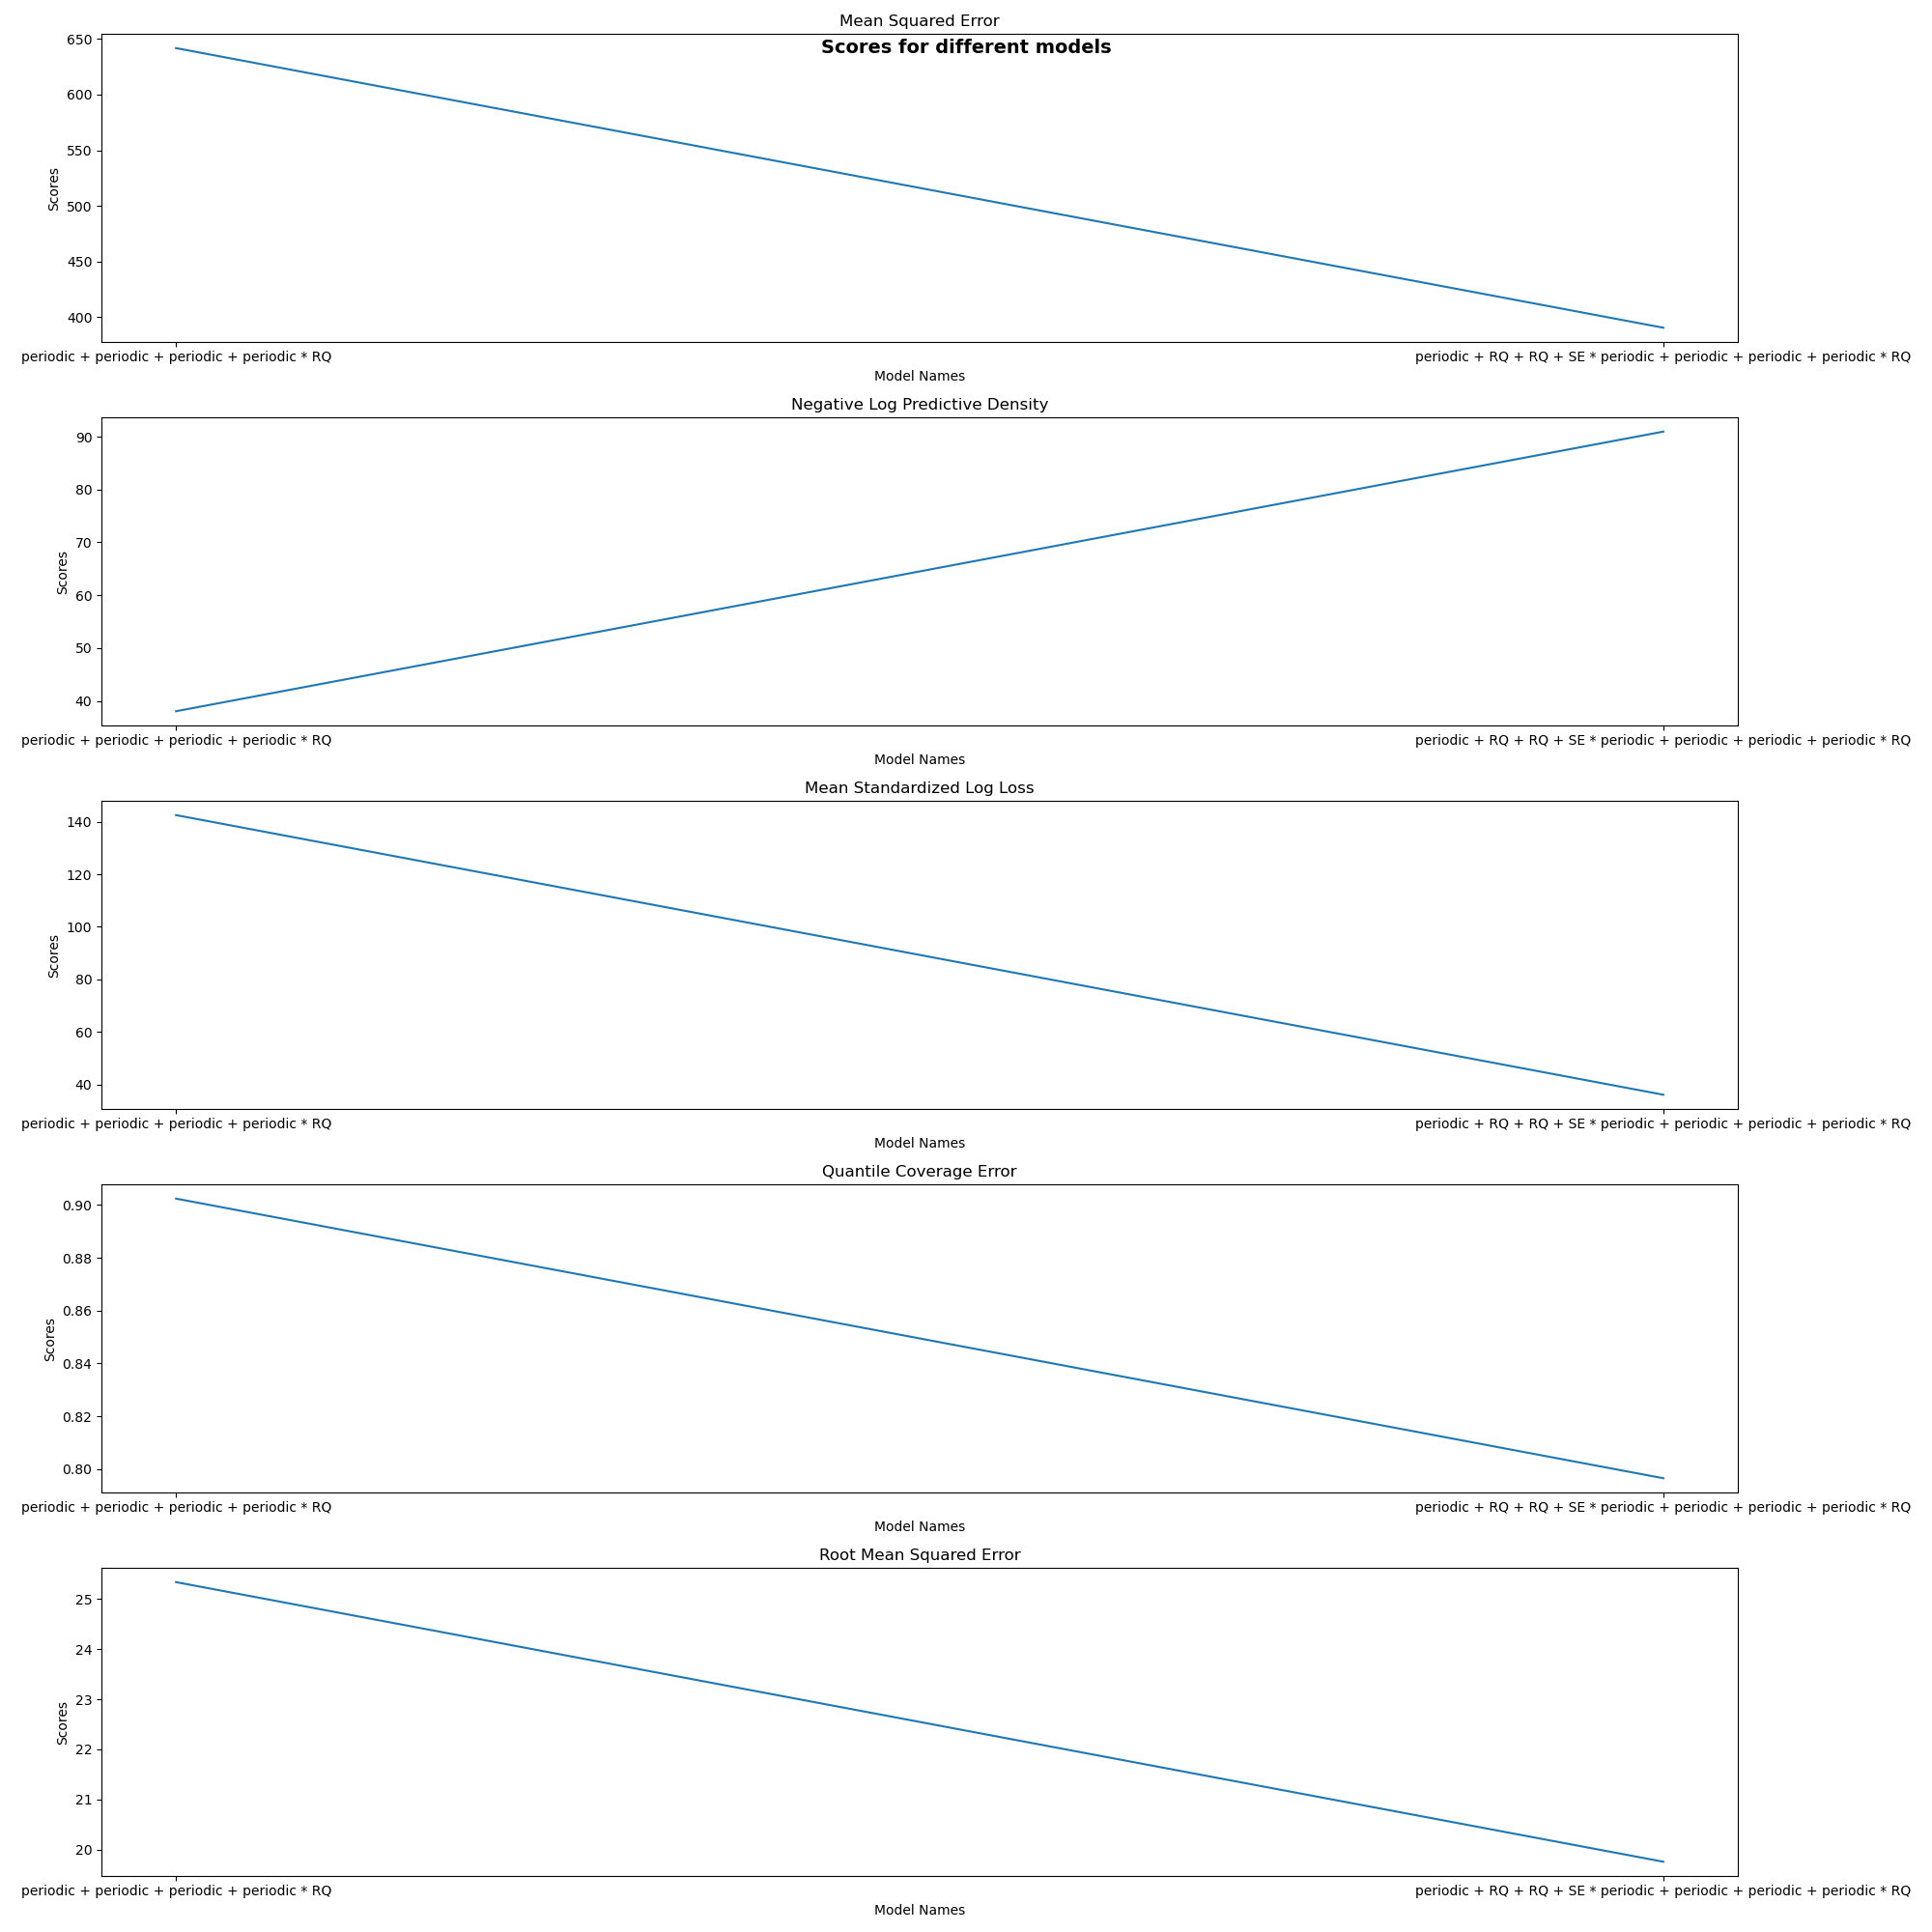 Mean Squared Error
Scores for different models
650
600
550
500
450
400
Scores
periodic + periodic + periodic + periodic * RQ
periodic + RQ + RQ + SE * periodic + periodic + periodic + periodic * RQ
Model Names
Negative Log Predictive Density
90
80
70
60
50
40
Scores
periodic + periodic + periodic + periodic * RQ
periodic + RQ + RQ + SE * periodic + periodic + periodic + periodic * RQ
Model Names
Mean Standardized Log Loss
140
120
100
80
60
40
Scores
periodic + periodic + periodic + periodic * RQ
periodic + RQ + RQ + SE * periodic + periodic + periodic + periodic * RQ
Model Names
Quantile Coverage Error
0.90
0.88
0.86
0.84
0.82
0.80
Scores
periodic + periodic + periodic + periodic * RQ
periodic + RQ + RQ + SE * periodic + periodic + periodic + periodic * RQ
Model Names
Root Mean Squared Error
25
24
23
22
21
20
Scores
periodic + periodic + periodic + periodic * RQ
periodic + RQ + RQ + SE * periodic + periodic + periodic + periodic * RQ
Model Names